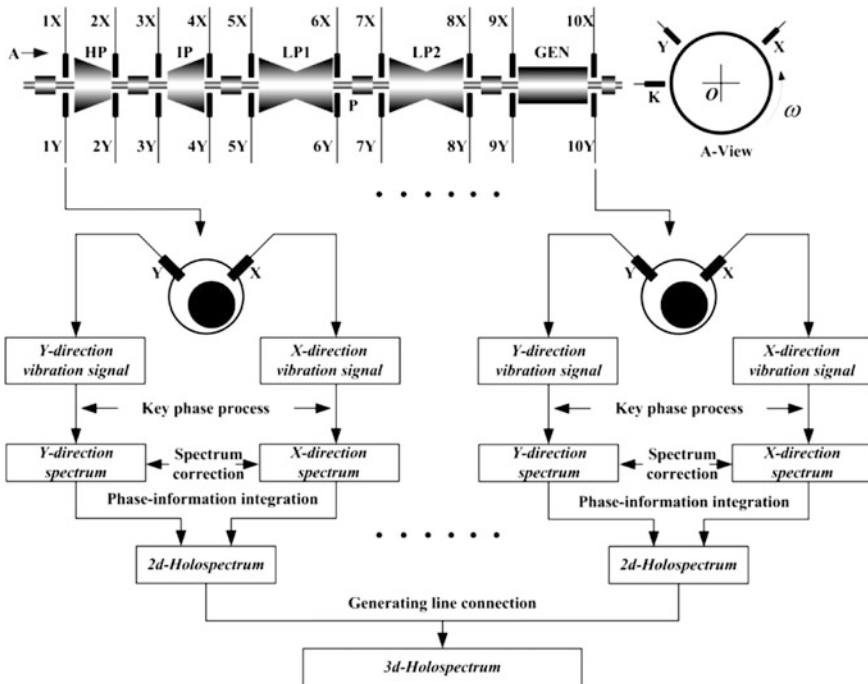 1X 2X 3X 4X 5X 6X 7X 8X 9X 10X
A HP IP LP1 LP2 GEN
P
1Y 2Y 3Y 4Y 5Y 6Y 7Y 8Y 9Y 10Y
Y X
K O ω
A-View
. . . . . .
Y X
Y X
Y-direction
vibration signal
X-direction
vibration signal
Y-direction
vibration signal
X-direction
vibration signal
Key phase process
Key phase process
Y-direction
spectrum
Spectrum
correction
X-direction
spectrum
Y-direction
spectrum
Spectrum
correction
X-direction
spectrum
Phase-information integration
Phase-information integration
. . . . . .
2d-Holospectrum
2d-Holospectrum
Generating line connection
3d-Holospectrum